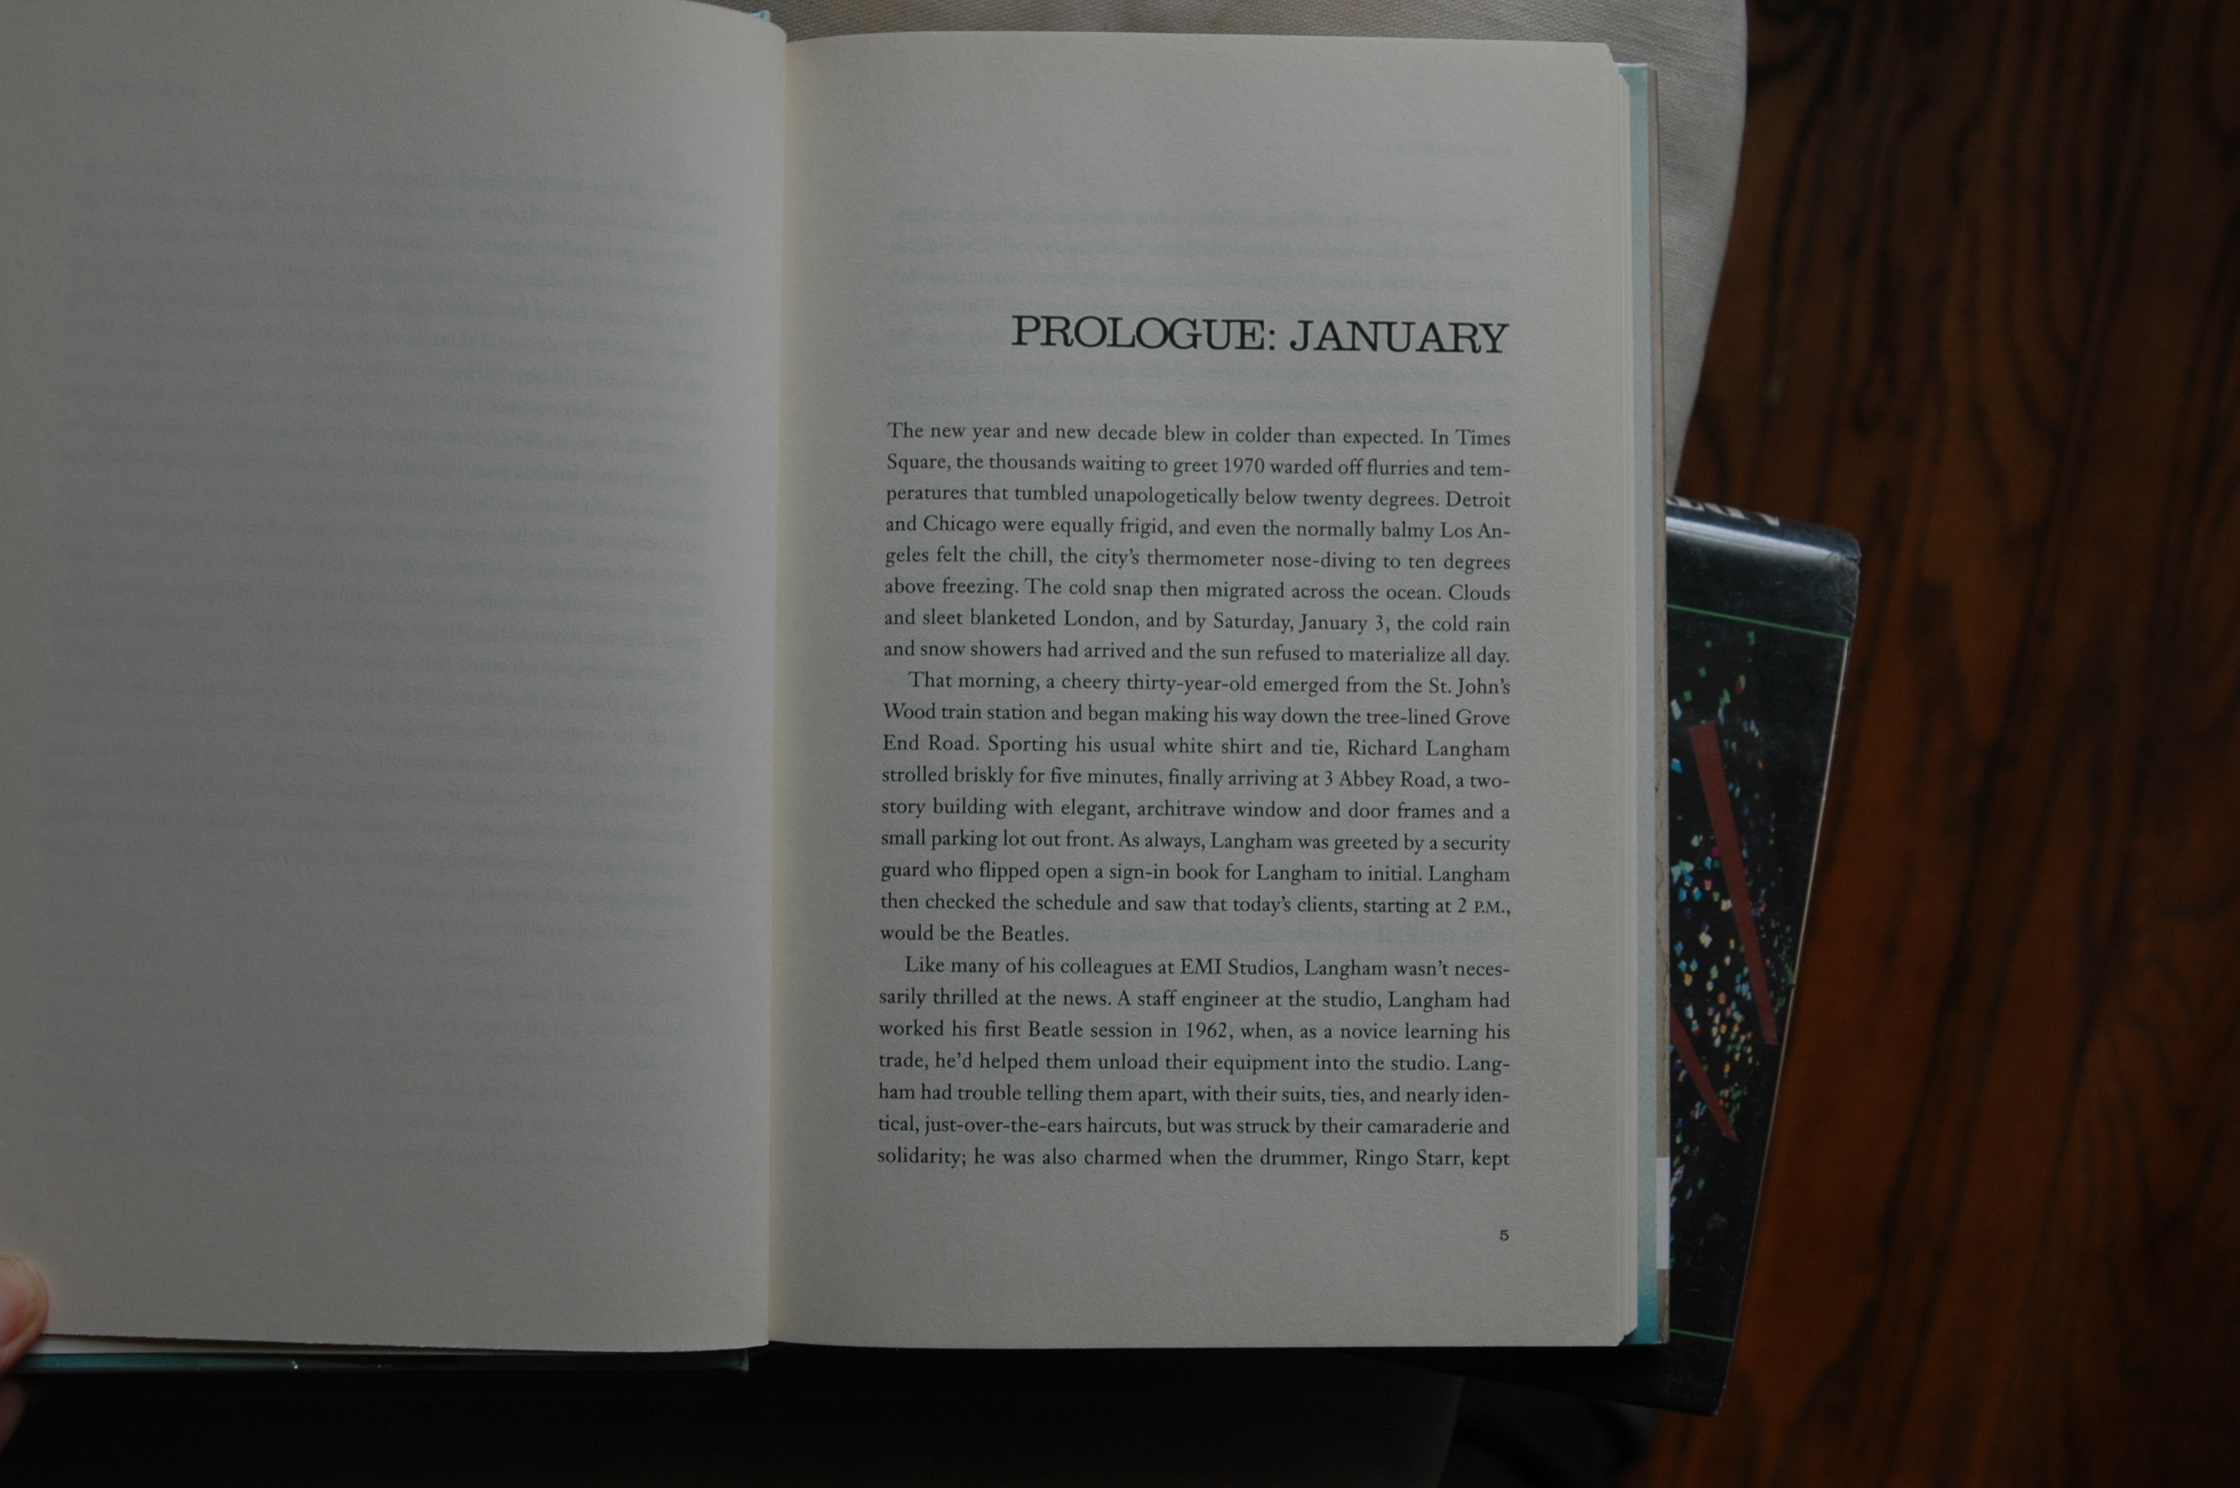 PROLOGUE: JANUARY
The new year and new decade blew in colder than expected. In Times
Square, the thousands waiting to greet 1970 warded off flurries and tem-
peratures that tumbled unapologetically below twenty degrees. Detroit
and Chicago were equally frigid, and even the normally balmy Los An-
geles felt the chill, the city's thermometer nose-diving to ten degrees
above freezing. The cold snap then migrated across the ocean. Clouds
and sleet blanketed London, and by Saturday, January 3, the cold rain
and snow showers had arrived and the sun refused to materialize all day.
That morning, a cheery thirty-year-old emerged from the St. John's
Wood train station and began making his way down the tree-lined Grove
End Road. Sporting his usual white shirt and tie, Richard Langham
strolled briskly for five minutes, finally arriving at 3 Abbey Road, a two-
story building with elegant, architrave window and door frames and a
small parking lot out front. As always, Langham was greeted by a security
guard who flipped open a sign-in book for Langham to initial. Langham
then checked the schedule and saw that today's clients, starting at 2 P.M.,
would be the Beatles.
Like many of his colleagues at EMI Studios, Langham wasn't neces-
sarily thrilled at the news. A staff engineer at the studio, Langham had
worked his first Beatle session in 1962, when, as a novice learning his
trade, he'd helped them unload their equipment into the studio. Lang-
ham had trouble telling them apart, with their suits, ties, and nearly iden-
tical, just-over-the-ears haircuts, but was struck by their camaraderie and
solidarity; he was also charmed when the drummer, Ringo Starr, kept
5